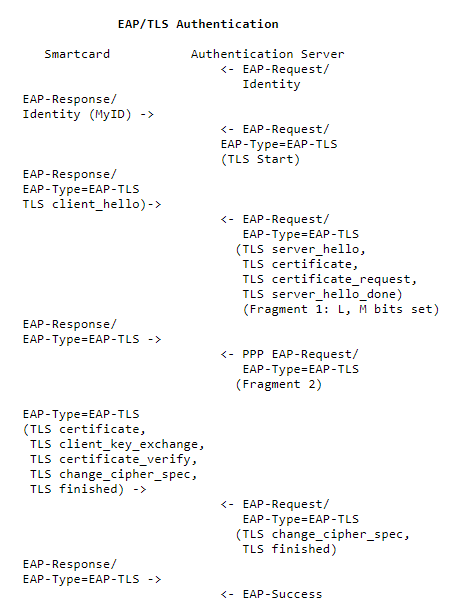 EAP/TLS Authentication
Smartcard Authentication Server
<- EAP-Request/
Identity
EAP-Response/
Identity (MyID) ->
<- EAP-Request/
EAP-Type=EAP-TLS
(TLS Start)
EAP-Response/
EAP-Type=EAP-TLS
TLS client_hello)->
<- EAP-Request/
EAP-Type=EAP-TLS
(TLS server_hello,
TLS certificate,
TLS certificate_request,
TLS server_hello_done)
(Fragment 1: L, M bits set)
EAP-Response/
EAP-Type=EAP-TLS ->
<- PPP EAP-Request/
EAP-Type=EAP-TLS
(Fragment 2)
EAP-Type=EAP-TLS
(TLS certificate,
TLS client_key_exchange,
TLS certificate_verify,
TLS change_cipher_spec,
TLS finished) ->
<- EAP-Request/
EAP-Type=EAP-TLS
(TLS change_cipher_spec,
TLS finished)
EAP-Response/
EAP-Type=EAP-TLS ->
<- EAP-Success